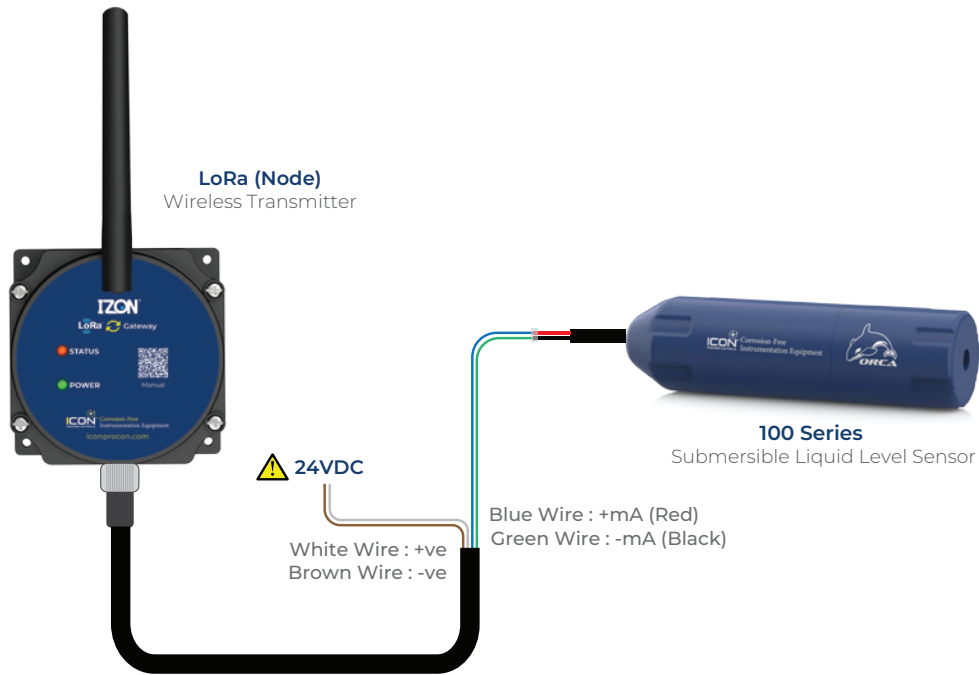 LoRa (Node)
Wireless Transmitter
IZON
LoRa Gateway
STATUS
POWER
Manual
ICON Corrosion-Free
Instrumentation Equipment
iconprocon.com
ICON Corrosion-Free
Instrumentation Equipment
ORCA
100 Series
Submersible Liquid Level Sensor
24VDC
White Wire : +ve
Brown Wire : -ve
Blue Wire : +mA (Red)
Green Wire : -mA (Black)